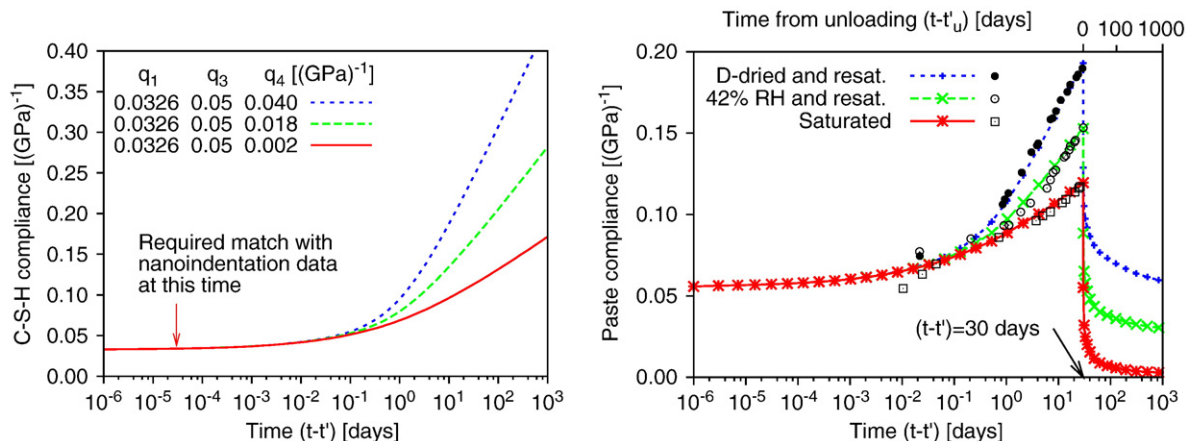 C-S-H compliance [(GPa)⁻¹]
0.40
0.35
0.30
0.25
0.20
0.15
0.10
0.05
0.00
q₁ q₃ q₄ [(GPa)⁻¹]
0.0326 0.05 0.040
0.0326 0.05 0.018
0.0326 0.05 0.002
Required match with
nanoindentation data
at this time
10⁻⁶ 10⁻⁵ 10⁻⁴ 10⁻³ 10⁻² 10⁻¹ 10⁰ 10¹ 10² 10³
Time (t-t') [days]
Time from unloading (t-t'ᵤ) [days]
0 100 1000
Paste compliance [(GPa)⁻¹]
0.20
0.15
0.10
0.05
0.00
D-dried and resat.
42% RH and resat.
Saturated
(t-t')=30 days
10⁻⁶ 10⁻⁵ 10⁻⁴ 10⁻³ 10⁻² 10⁻¹ 10⁰ 10¹ 10² 10³
Time (t-t') [days]